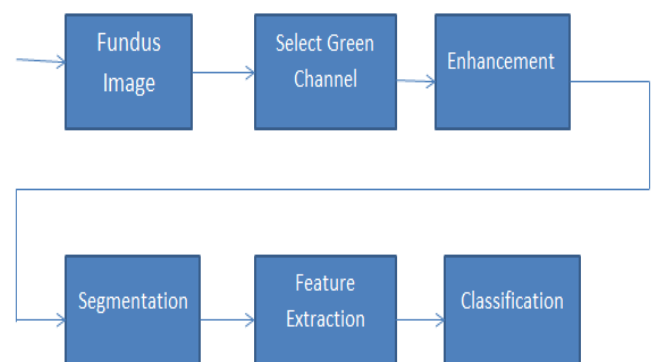 Fundus
Image
Select Green
Channel
Enhancement
Segmentation
Feature
Extraction
Classification